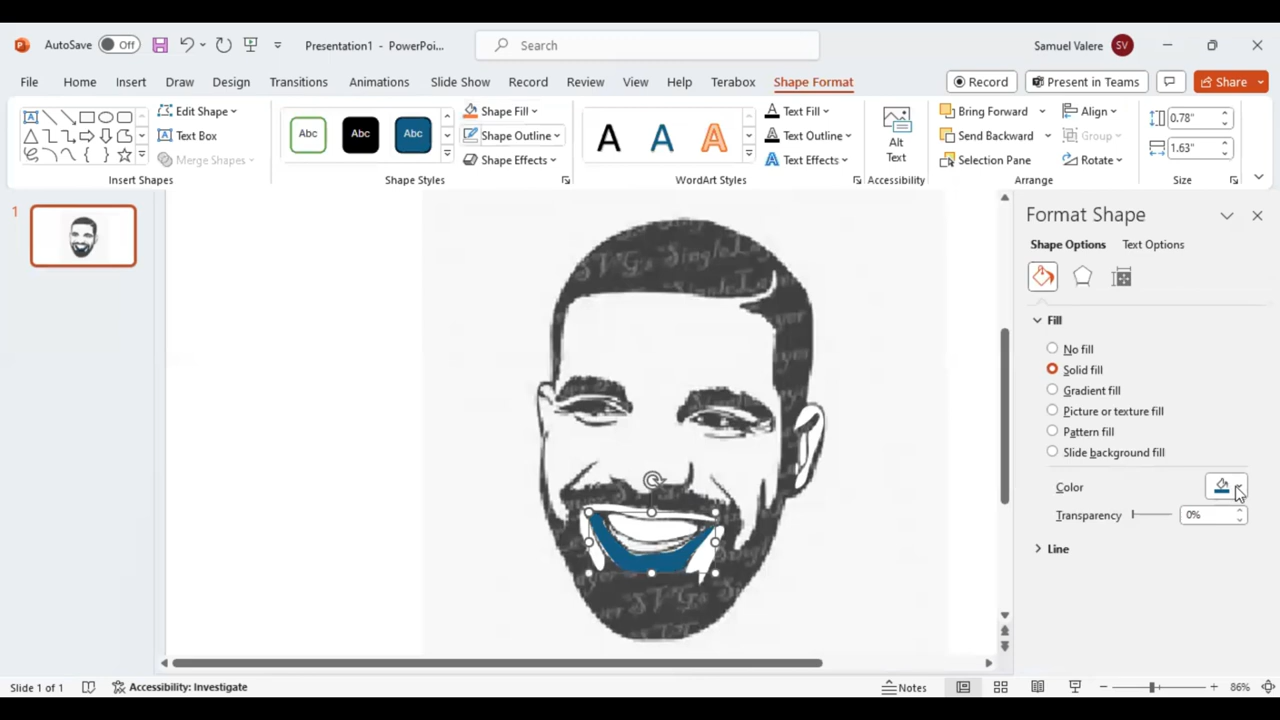 AutoSave Off Presentation1 - PowerPoi... Search Samuel Valere SV
File Home Insert Draw Design Transitions Animations Slide Show Record Review View Help Terabox Shape Format Record Present in Teams Share
Edit Shape
Text Box
Merge Shapes
Insert Shapes
Abc Abc Abc
Shape Fill
Shape Outline
Shape Effects
Shape Styles
A A A
WordArt Styles
Text Fill
Text Outline
Text Effects
Alt
Text
Accessibility
Bring Forward
Send Backward
Selection Pane
Align
Group
Rotate
Arrange
0.78"
1.63"
Size
1
SVG's SingleLayer
SVG's
Format Shape
Shape Options Text Options
Fill
No fill
Solid fill
Gradient fill
Picture or texture fill
Pattern fill
Slide background fill
Color
Transparency 0%
Line
Slide 1 of 1 Accessibility: Investigate Notes 86%